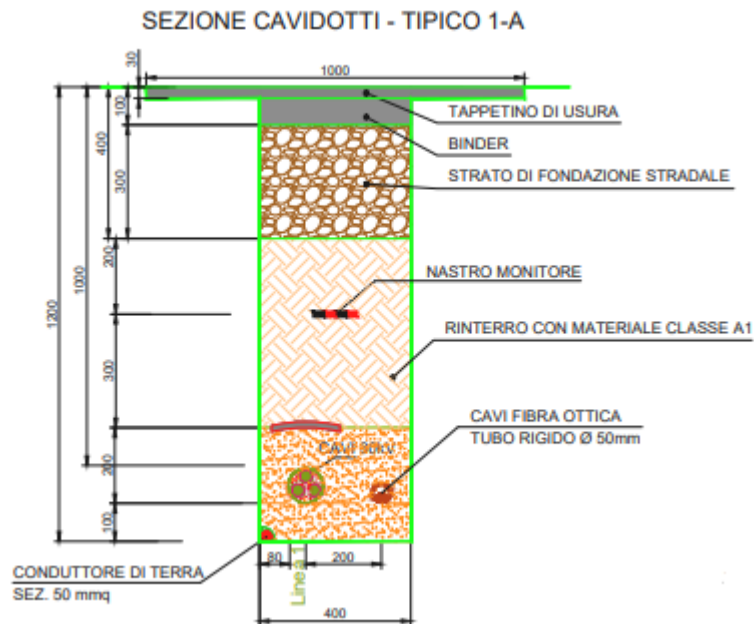 SEZIONE CAVIDOTTI - TIPICO 1-A
30
1000
100
TAPPETINO DI USURA
400
BINDER
300
STRATO DI FONDAZIONE STRADALE
200
NASTRO MONITORE
1000
1200
RINTERRO CON MATERIALE CLASSE A1
300
CAVI FIBRA OTTICA
TUBO RIGIDO Ø 50mm
CAVI 30kV
200
100
80
200
Linea 1
CONDUTTORE DI TERRA
SEZ. 50 mmq
400